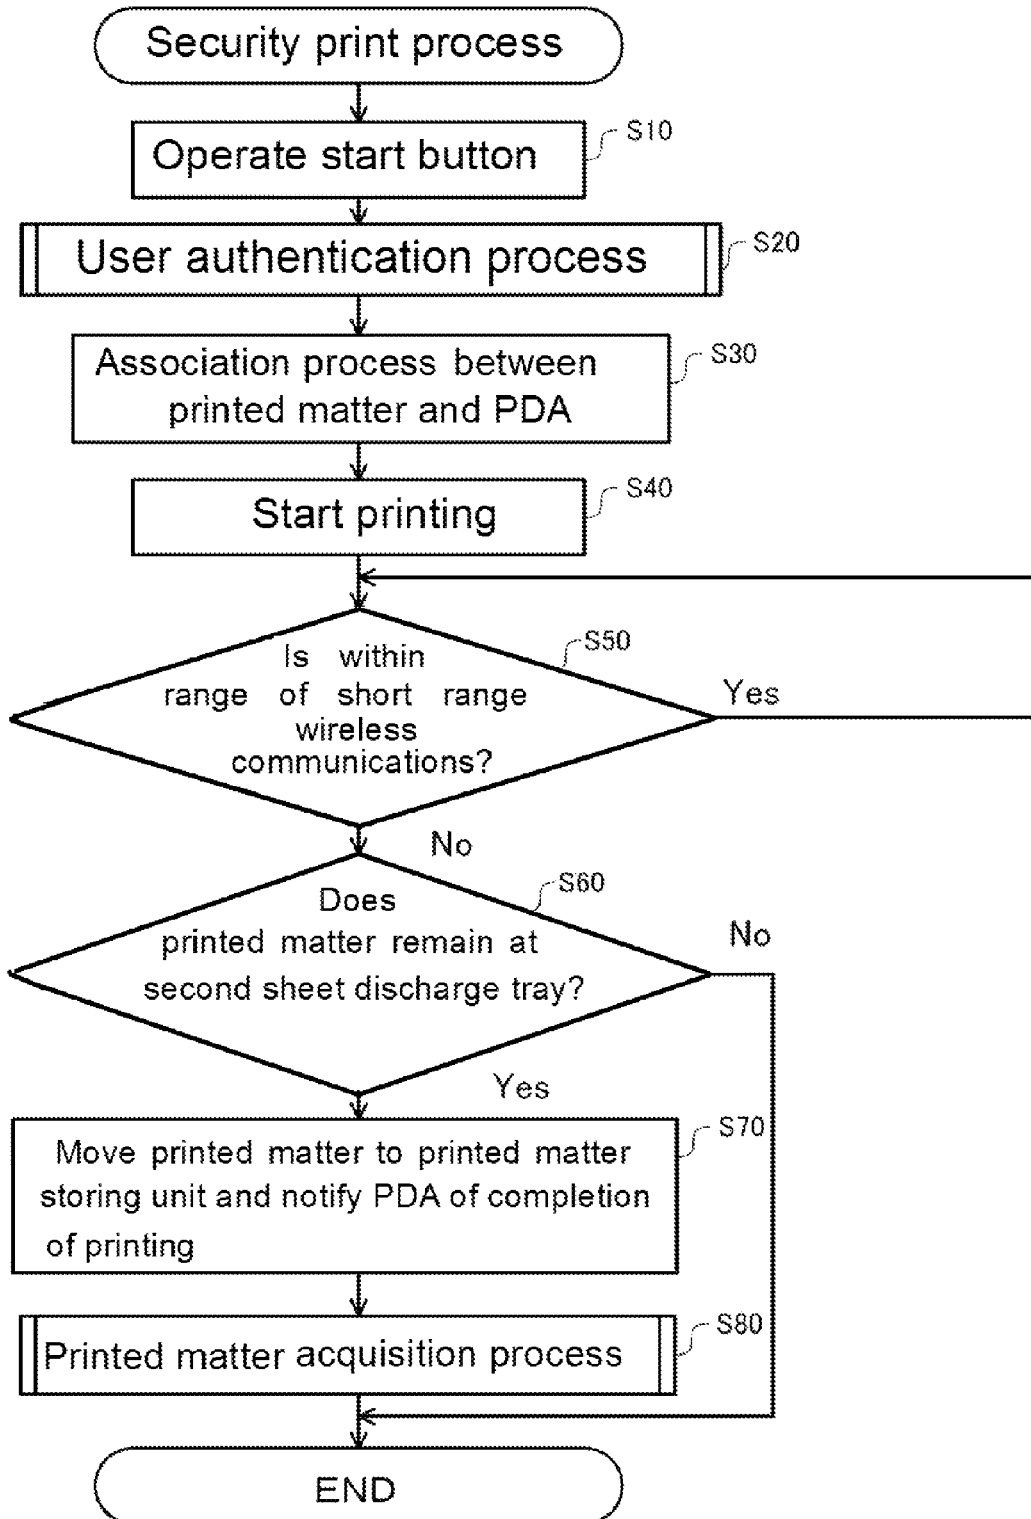 Security print process
S10
Operate start button
S20
User authentication process
S30
Association process between
printed matter and PDA
S40
Start printing
S50
Is within
range of short range
wireless
communications?
Yes
No
S60
Does
printed matter remain at
second sheet discharge tray?
No
Yes
S70
Move printed matter to printed matter
storing unit and notify PDA of completion
of printing
S80
Printed matter acquisition process
END